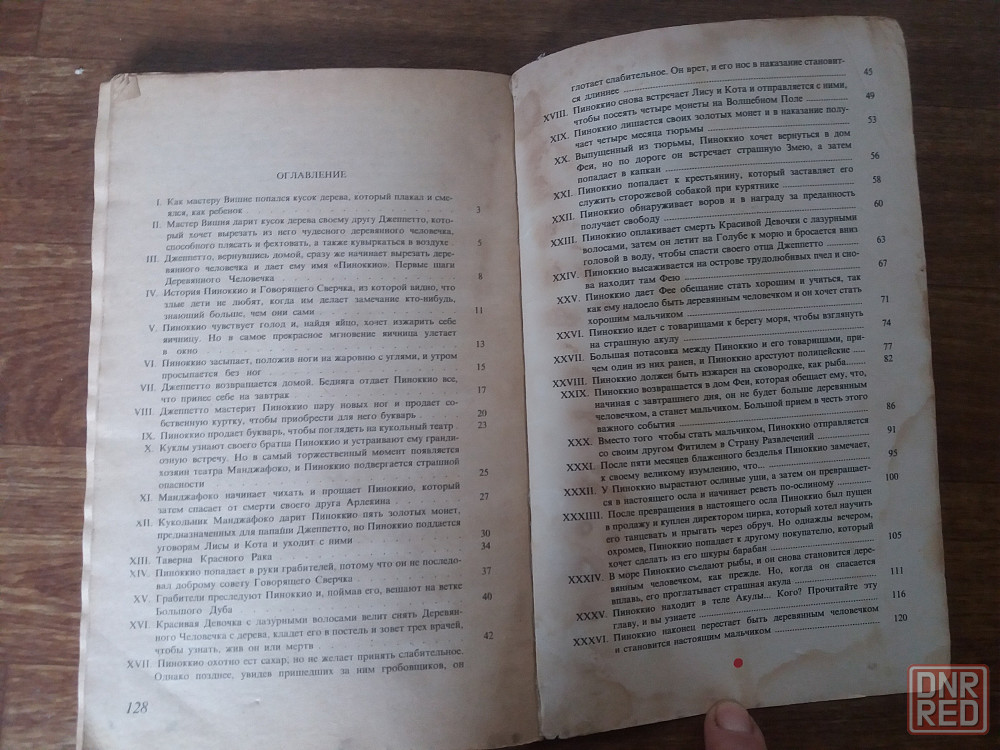 ОГЛАВЛЕНИЕ
I. Как мастеру Вишне попался кусок дерева, который плакал и сме-
ялся, как ребенок . . . 3
II. Мастер Вишня дарит кусок дерева своему другу Джеппетто, кото-
рый хочет вырезать из него чудесного деревянного человечка,
способного плясать и фехтовать, а также кувыркаться в воздухе . 5
III. Джеппетто, вернувшись домой, сразу же начинает вырезать дере-
вянного человечка и дает ему имя «Пиноккио». Первые шаги
Деревянного Человечка . . . 8
IV. История Пиноккио и Говорящего Сверчка, из которой видно, что
злые дети не любят, когда им делает замечание кто-нибудь,
знающий больше, чем они сами . . . 11
V. Пиноккио чувствует голод и, найдя яйцо, хочет изжарить себе
яичницу. Но в самое прекрасное мгновение яичница улетает
в окно . . . 13
VI. Пиноккио засыпает, положив ноги на жаровню с углями, и утром
просыпается без ног . . . 15
VII. Джеппетто возвращается домой. Бедняга отдает Пиноккио все,
что принес себе на завтрак . . . 17
VIII. Джеппетто мастерит Пиноккио пару новых ног и продает со-
бственную куртку, чтобы приобрести для него букварь . . . 20
IX. Пиноккио продает букварь, чтобы поглядеть на кукольный театр . 23
X. Куклы узнают своего братца Пиноккио и устраивают ему гранди-
озную встречу. Но в самый торжественный момент появляется
хозяин театра Манджафоко, и Пиноккио подвергается страшной
опасности . . . 25
XI. Манджафоко начинает чихать и прощает Пиноккио, который
затем спасает от смерти своего друга Арлекина . . . 27
XII. Кукольник Манджафоко дарит Пиноккио пять золотых монет,
предназначенных для папаши Джеппетто, но Пиноккио поддается
уговорам Лисы и Кота и уходит с ними . . . 30
XIII. Таверна Красного Рака . . . 34
XIV. Пиноккио попадает в руки грабителей, потому что он не последо-
вал доброму совету Говорящего Сверчка . . . 37
XV. Грабители преследуют Пиноккио и, поймав его, вешают на ветке
Большого Дуба . . . 40
XVI. Красивая Девочка с лазурными волосами велит снять Деревян-
ного Человечка с дерева, кладет его в постель и зовет трех врачей,
чтобы узнать, жив он или мертв . . . 42
XVII. Пиноккио охотно ест сахар, но не желает принять слабительное.
Однако позднее, увидев пришедших за ним гробовщиков, он
128
глотает слабительное. Он врет, и его нос в наказание становит-
ся длиннее . . . 45
XVIII. Пиноккио снова встречает Лису и Кота и отправляется с ними,
чтобы посеять четыре монеты на Волшебном Поле . . . 49
XIX. Пиноккио лишается своих золотых монет и в наказание полу-
чает четыре месяца тюрьмы . . . 53
XX. Выпущенный из тюрьмы, Пиноккио хочет вернуться в дом
Феи, но по дороге он встречает страшную Змею, а затем
попадает в капкан . . . 56
XXI. Пиноккио попадает к крестьянину, который заставляет его
служить сторожевой собакой при курятнике . . . 58
XXII. Пиноккио обнаруживает воров и в награду за преданность
получает свободу . . . 60
XXIII. Пиноккио оплакивает смерть Красивой Девочки с лазурными
волосами, затем он летит на Голубе к морю и бросается вниз
головой в воду, чтобы спасти своего отца Джеппетто . . . 63
XXIV. Пиноккио высаживается на острове трудолюбивых пчел и сно-
ва находит там Фею . . . 67
XXV. Пиноккио дает Фее обещание стать хорошим и учиться, так
как ему надоело быть деревянным человечком и он хочет стать
хорошим мальчиком . . . 71
XXVI. Пиноккио идет с товарищами к берегу моря, чтобы взглянуть
на страшную акулу . . . 74
XXVII. Большая потасовка между Пиноккио и его товарищами, при-
чем один из них ранен, и Пиноккио арестуют полицейские . . . 77
XXVIII. Пиноккио должен быть изжарен на сковородке, как рыба . . . 82
XXIX. Пиноккио возвращается в дом Феи, которая обещает ему, что,
начиная с завтрашнего дня, он не будет больше деревянным
человечком, а станет мальчиком. Большой прием в честь этого
важного события . . . 86
XXX. Вместо того чтобы стать мальчиком, Пиноккио отправляется
со своим другом Фитилем в Страну Развлечений . . . 91
XXXI. После пяти месяцев блаженного безделья Пиноккио замечает,
к своему великому изумлению, что... . . . 95
XXXII. У Пиноккио вырастают ослиные уши, а затем он превращает-
ся в настоящего осла и начинает реветь по-ослиному . . . 100
XXXIII. После превращения в настоящего осла Пиноккио был пущен
в продажу и куплен директором цирка, который хотел научить
его танцевать и прыгать через обруч. Но однажды вечером,
охромев, Пиноккио попадает к другому покупателю, который
хочет сделать из его шкуры барабан . . . 105
XXXIV. В море Пиноккио съедают рыбы, и он снова становится дере-
вянным человечком, как прежде. Но, когда он спасается
вплавь, его проглатывает страшная акула . . . 111
XXXV. Пиноккио находит в теле Акулы... Кого? Прочитайте эту
главу, и вы узнаете . . . 116
XXXVI. Пиноккио наконец перестает быть деревянным человечком
и становится настоящим мальчиком . . . 120
DNR
RED